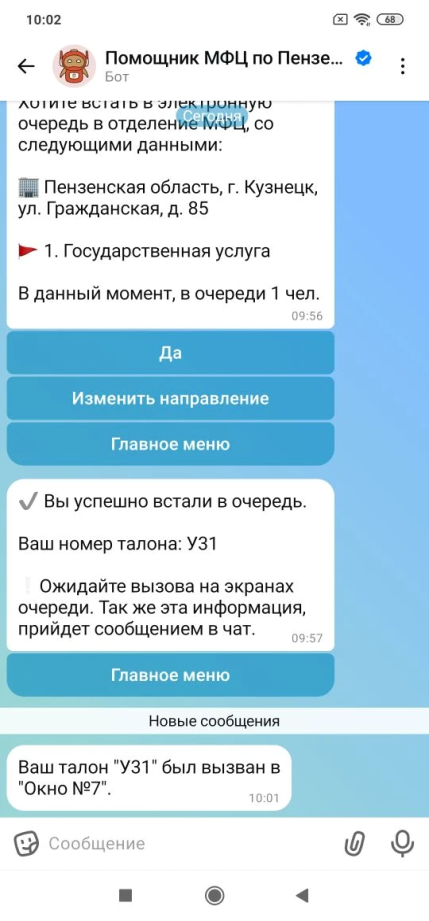 10:02
68
Помощник МФЦ по Пензе...
Бот
Хотите встать в электронную
Сегодня
очередь в отделение МФЦ, со
следующими данными:
Пензенская область, г. Кузнецк,
ул. Гражданская, д. 85
1. Государственная услуга
В данный момент, в очереди 1 чел.
09:56
Да
Изменить направление
Главное меню
Вы успешно встали в очередь.
Ваш номер талона: У31
Ожидайте вызова на экранах
очереди. Так же эта информация,
прийдет сообщением в чат.
09:57
Главное меню
Новые сообщения
Ваш талон "У31" был вызван в
"Окно №7".
10:01
Сообщение